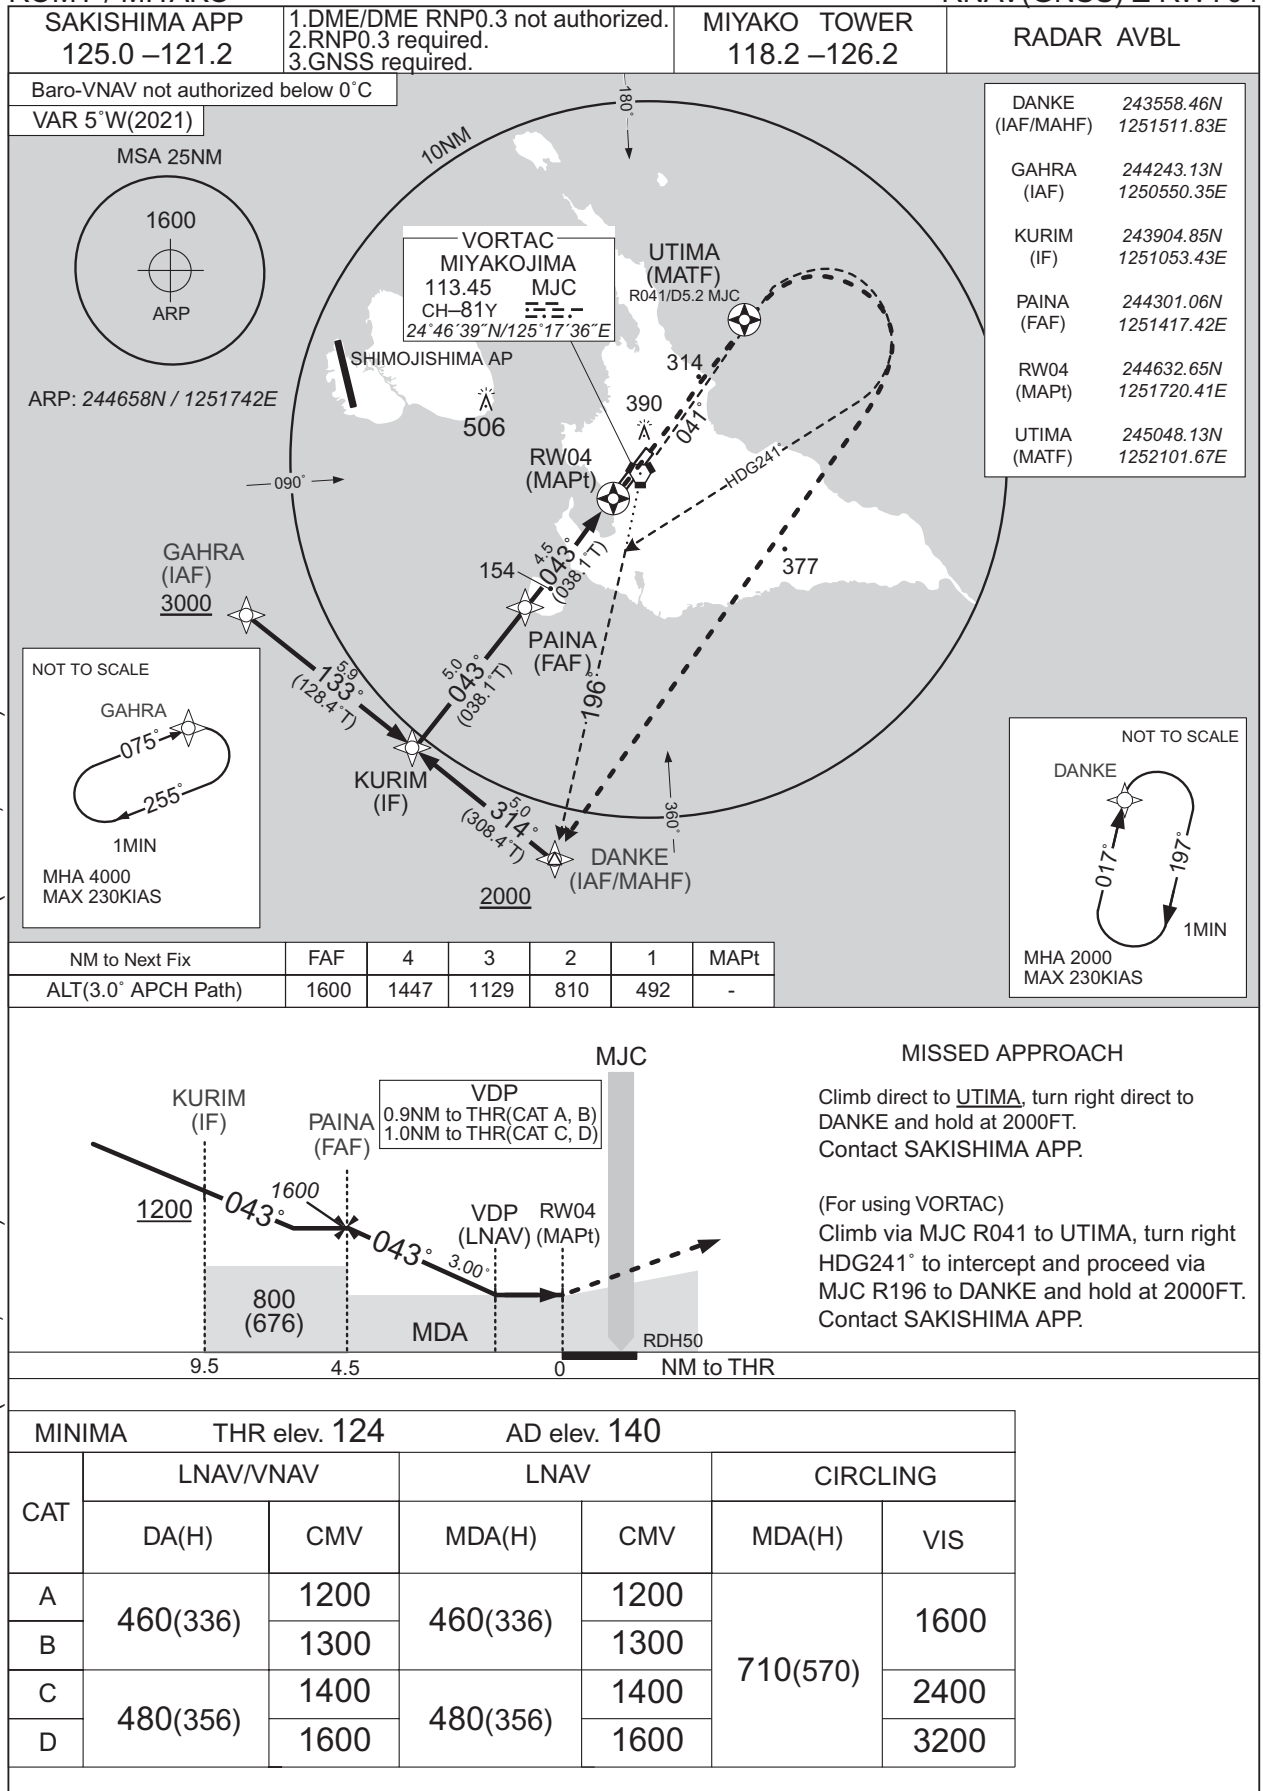 SAKISHIMA APP
125.0 –121.2
1.DME/DME RNP0.3 not authorized.
2.RNP0.3 required.
3.GNSS required.
MIYAKO TOWER
118.2 –126.2
RADAR AVBL
Baro-VNAV not authorized below 0˚C
VAR 5˚W(2021)
MSA 25NM
1600
ARP
ARP: 244658N / 1251742E
10NM
180˚
090˚
360˚
VORTAC
MIYAKOJIMA
113.45 MJC
CH–81Y
24˚46´39˝N/125˚17´36˝E
UTIMA
(MATF)
R041/D5.2 MJC
SHIMOJISHIMA AP
506
314
390
041˚
RW04
(MAPt)
HDG241˚
377
154
4.5
043˚
(038.1˚T)
PAINA
(FAF)
5.0
043˚
(038.1˚T)
196˚
GAHRA
(IAF)
3000
5.9
133˚
(128.4˚T)
KURIM
(IF)
5.0
314˚
(308.4˚T)
DANKE
(IAF/MAHF)
2000
DANKE 243558.46N
(IAF/MAHF) 1251511.83E
GAHRA 244243.13N
(IAF) 1250550.35E
KURIM 243904.85N
(IF) 1251053.43E
PAINA 244301.06N
(FAF) 1251417.42E
RW04 244632.65N
(MAPt) 1251720.41E
UTIMA 245048.13N
(MATF) 1252101.67E
NOT TO SCALE
GAHRA
075˚
255˚
1MIN
MHA 4000
MAX 230KIAS
NOT TO SCALE
DANKE
017˚
197˚
1MIN
MHA 2000
MAX 230KIAS
NM to Next Fix FAF 4 3 2 1 MAPt
ALT(3.0˚ APCH Path) 1600 1447 1129 810 492 -
KURIM
(IF)
PAINA
(FAF)
VDP
0.9NM to THR(CAT A, B)
1.0NM to THR(CAT C, D)
MJC
1200
043˚
1600
043˚
3.00˚
VDP
(LNAV)
RW04
(MAPt)
800
(676)
MDA
RDH50
9.5 4.5 0 NM to THR
MISSED APPROACH
Climb direct to UTIMA, turn right direct to
DANKE and hold at 2000FT.
Contact SAKISHIMA APP.
(For using VORTAC)
Climb via MJC R041 to UTIMA, turn right
HDG241˚ to intercept and proceed via
MJC R196 to DANKE and hold at 2000FT.
Contact SAKISHIMA APP.
MINIMA THR elev. 124 AD elev. 140
CAT LNAV/VNAV LNAV CIRCLING
DA(H) CMV MDA(H) CMV MDA(H) VIS
A 460(336) 1200 460(336) 1200 710(570) 1600
B 1300 1300
C 480(356) 1400 480(356) 1400 2400
D 1600 1600 3200